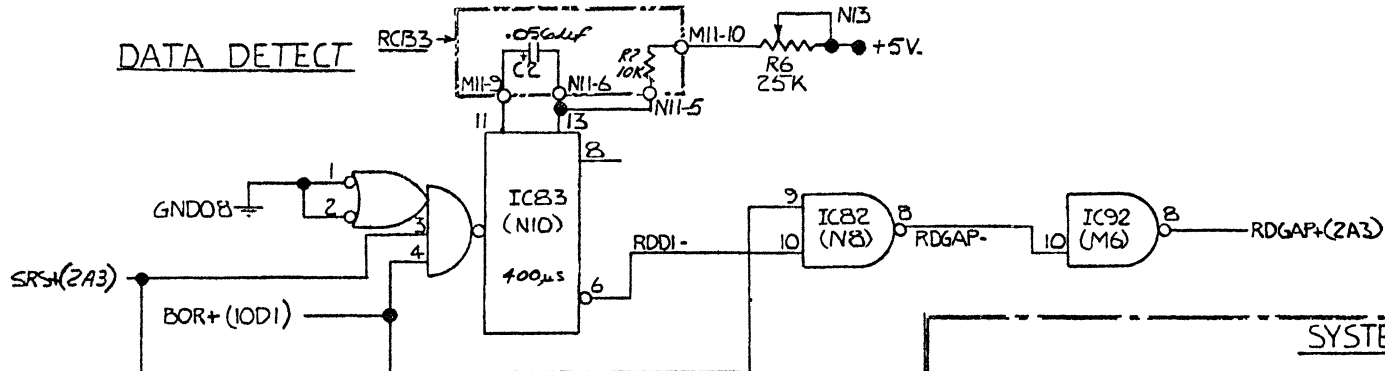 DATA DETECT
RCB3
.056µf
C2
R7
10K
M11-10
N13
+5V.
R6
25K
M11-9
N11-6
N11-5
11
13
8
1
2
GND08
3
4
IC83
(N10)
400µs
6
SRS+(2A3)
BOR+(10D1)
RDD1-
9
10
IC82
(N8)
8
RDGAP-
10
IC92
(M6)
8
RDGAP+(2A3)
SYSTE